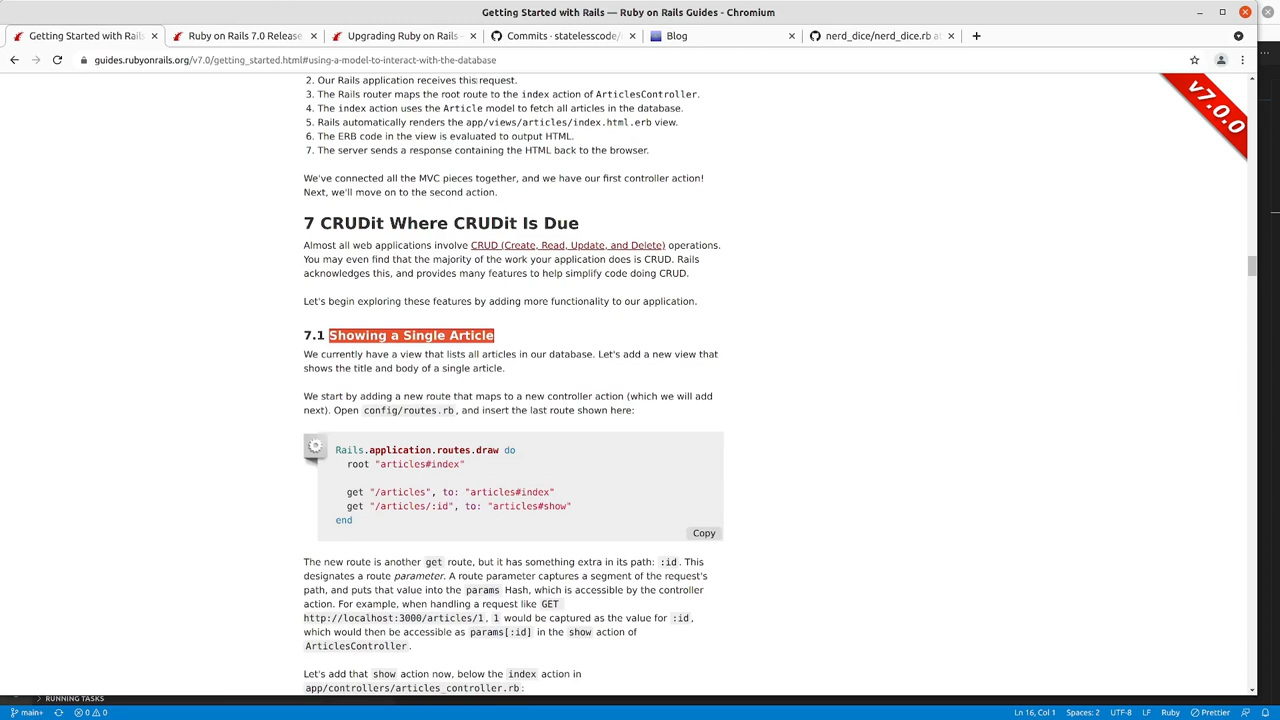 Getting Started with Rails — Ruby on Rails Guides - Chromium
Getting Started with Rails
Ruby on Rails 7.0 Release
Upgrading Ruby on Rails -
Commits · statelesscode/
Blog
nerd_dice/nerd_dice.rb at
guides.rubyonrails.org/v7.0/getting_started.html#using-a-model-to-interact-with-the-database
v7.0.0
2. Our Rails application receives this request.
3. The Rails router maps the root route to the index action of ArticlesController.
4. The index action uses the Article model to fetch all articles in the database.
5. Rails automatically renders the app/views/articles/index.html.erb view.
6. The ERB code in the view is evaluated to output HTML.
7. The server sends a response containing the HTML back to the browser.
We've connected all the MVC pieces together, and we have our first controller action!
Next, we'll move on to the second action.
7 CRUDit Where CRUDit Is Due
Almost all web applications involve CRUD (Create, Read, Update, and Delete) operations.
You may even find that the majority of the work your application does is CRUD. Rails
acknowledges this, and provides many features to help simplify code doing CRUD.
Let's begin exploring these features by adding more functionality to our application.
7.1 Showing a Single Article
We currently have a view that lists all articles in our database. Let's add a new view that
shows the title and body of a single article.
We start by adding a new route that maps to a new controller action (which we will add
next). Open config/routes.rb, and insert the last route shown here:
Rails.application.routes.draw do
root "articles#index"
get "/articles", to: "articles#index"
get "/articles/:id", to: "articles#show"
end
Copy
The new route is another get route, but it has something extra in its path: :id. This
designates a route parameter. A route parameter captures a segment of the request's
path, and puts that value into the params Hash, which is accessible by the controller
action. For example, when handling a request like GET
http://localhost:3000/articles/1, 1 would be captured as the value for :id,
which would then be accessible as params[:id] in the show action of
ArticlesController.
Let's add that show action now, below the index action in
app/controllers/articles_controller.rb:
RUNNING TASKS
main+ 0 0 Ln 16, Col 1 Spaces: 2 UTF-8 LF Ruby Prettier